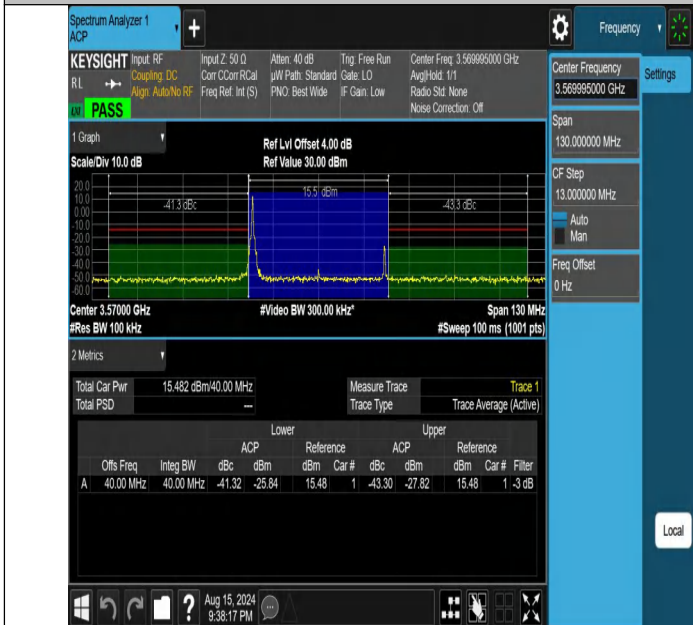 Spectrum Analyzer 1
ACP
Frequency
KEYSIGHT
RL
Input: RF
Coupling: DC
Align: Auto/No RF
Input Z: 50 Ω
Corr CCorr RCal
Freq Ref: Int (S)
Atten: 40 dB
µW Path: Standard
PNO: Best Wide
Trig: Free Run
Gate: LO
IF Gain: Low
Center Freq: 3.569995000 GHz
Avg|Hold: 1/1
Radio Std: None
Noise Correction: Off
PASS
Center Frequency
3.569995000 GHz
Settings
Span
130.000000 MHz
CF Step
13.000000 MHz
Auto
Man
Freq Offset
0 Hz
1 Graph
Scale/Div 10.0 dB
Ref Lvl Offset 4.00 dB
Ref Value 30.00 dBm
20.0
10.0
0.00
-10.0
-20.0
-30.0
-40.0
-50.0
-60.0
-41.3 dBc
15.5 dBm
-43.3 dBc
Center 3.57000 GHz
#Video BW 300.00 kHz*
Span 130 MHz
#Res BW 100 kHz
#Sweep 100 ms (1001 pts)
2 Metrics
Total Car Pwr 15.482 dBm/40.00 MHz
Total PSD ---
Measure Trace Trace 1
Trace Type Trace Average (Active)
Lower Upper
ACP Reference ACP Reference
Offs Freq Integ BW dBc dBm dBm Car # dBc dBm dBm Car # Filter
A 40.00 MHz 40.00 MHz -41.32 -25.84 15.48 1 -43.30 -27.82 15.48 1 -3 dB
Local
Aug 15, 2024
9:38:17 PM